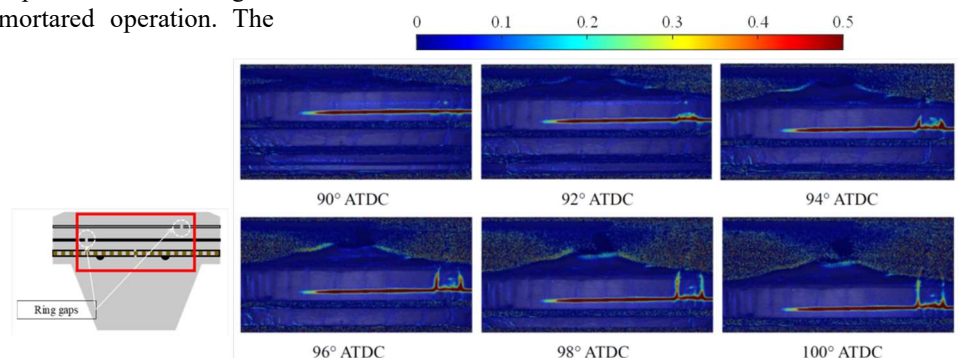 mortared operation. The
0 0.1 0.2 0.3 0.4 0.5
90° ATDC 92° ATDC 94° ATDC
Ring gaps
96° ATDC 98° ATDC 100° ATDC